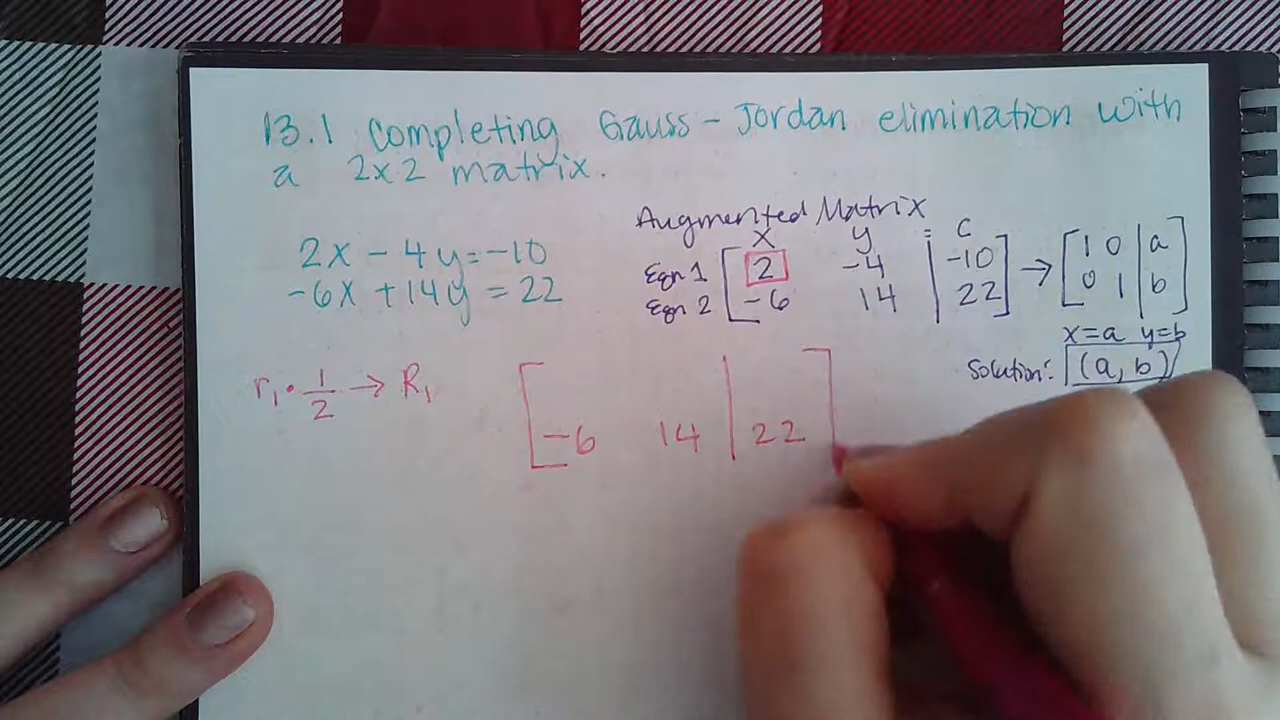 13.1 Completing Gauss-Jordan elimination with
a 2x2 matrix.
2x - 4y = -10
-6x + 14y = 22
Augmented Matrix
x y = c
Eqn 1 [ 2 -4 | -10 ] → [ 1 0 | a ]
Eqn 2 [ -6 14 | 22 ] [ 0 1 | b ]
x=a y=b
Solution: (a, b)
r₁ · 1/2 → R₁
[ -6 14 | 22 ]